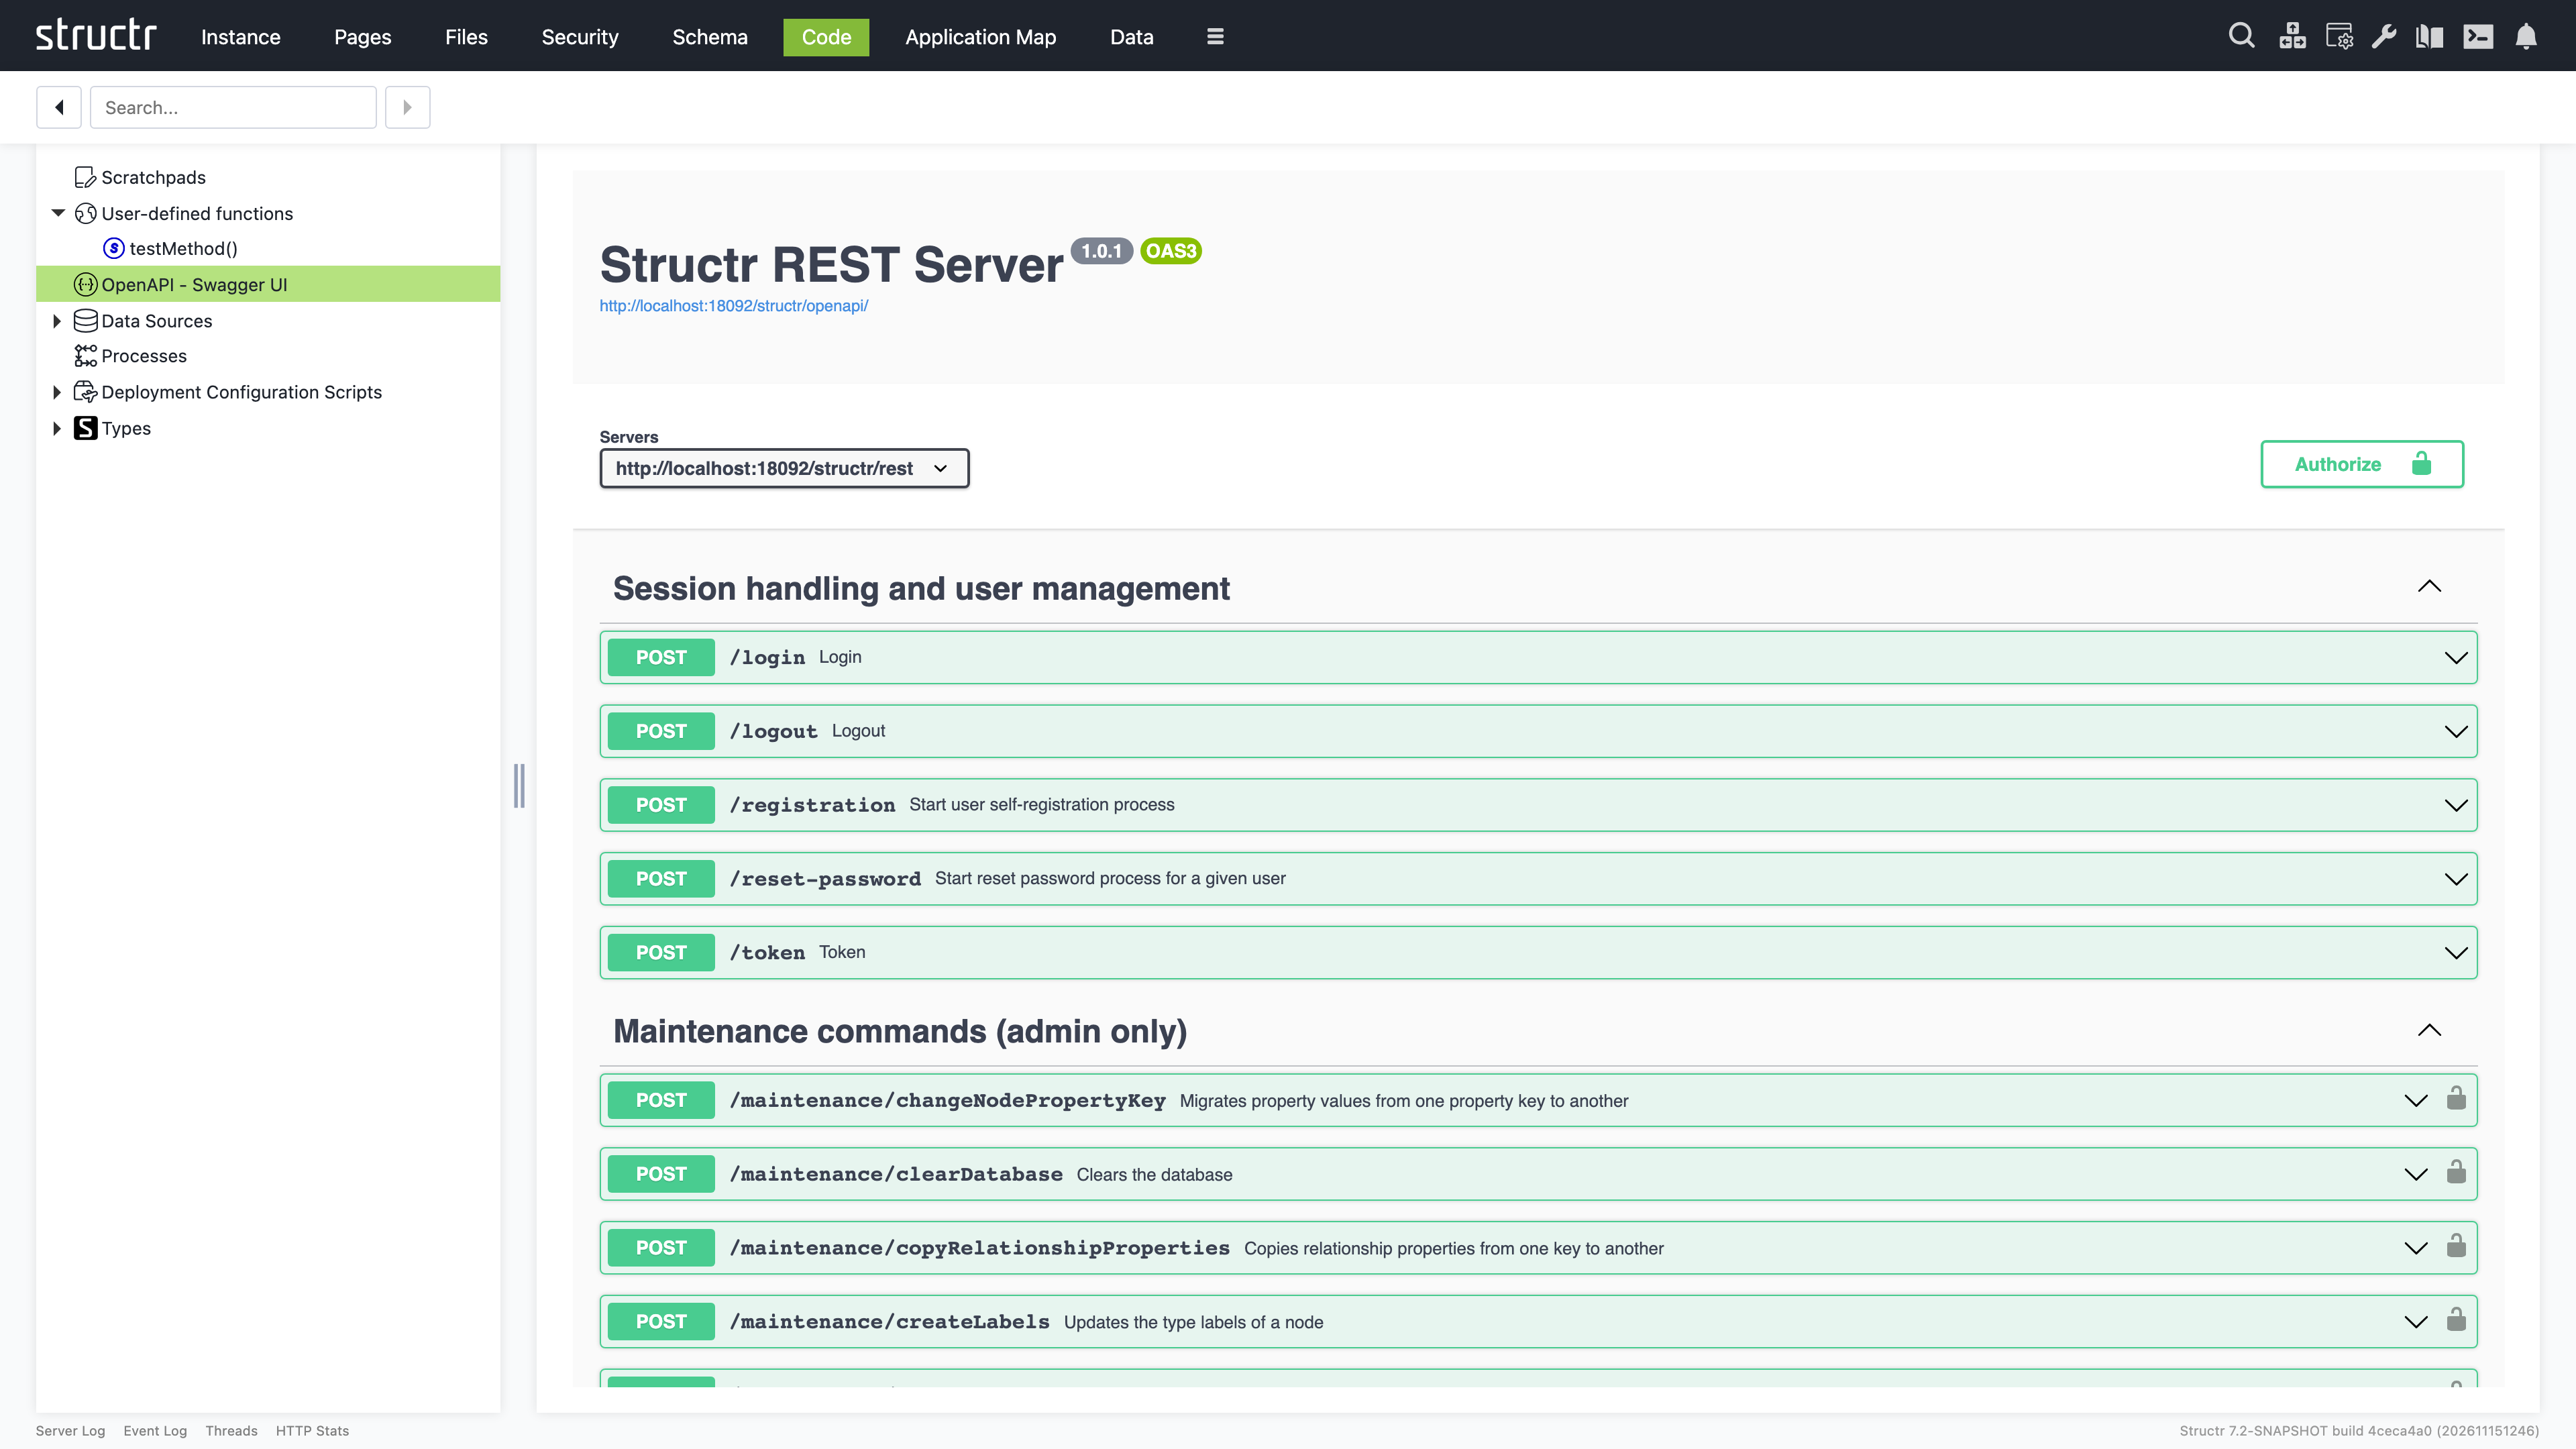 structr
Instance
Pages
Files
Security
Schema
Code
Application Map
Data
Search...
Scratchpads
User-defined functions
testMethod()
OpenAPI - Swagger UI
Data Sources
Processes
Deployment Configuration Scripts
Types
Structr REST Server 1.0.1 OAS3
http://localhost:18092/structr/openapi/
Servers
http://localhost:18092/structr/rest
Authorize
Session handling and user management
POST /login Login
POST /logout Logout
POST /registration Start user self-registration process
POST /reset-password Start reset password process for a given user
POST /token Token
Maintenance commands (admin only)
POST /maintenance/changeNodePropertyKey Migrates property values from one property key to another
POST /maintenance/clearDatabase Clears the database
POST /maintenance/copyRelationshipProperties Copies relationship properties from one key to another
POST /maintenance/createLabels Updates the type labels of a node
Server Log
Event Log
Threads
HTTP Stats
Structr 7.2-SNAPSHOT build 4ceca4a0 (202611151246)